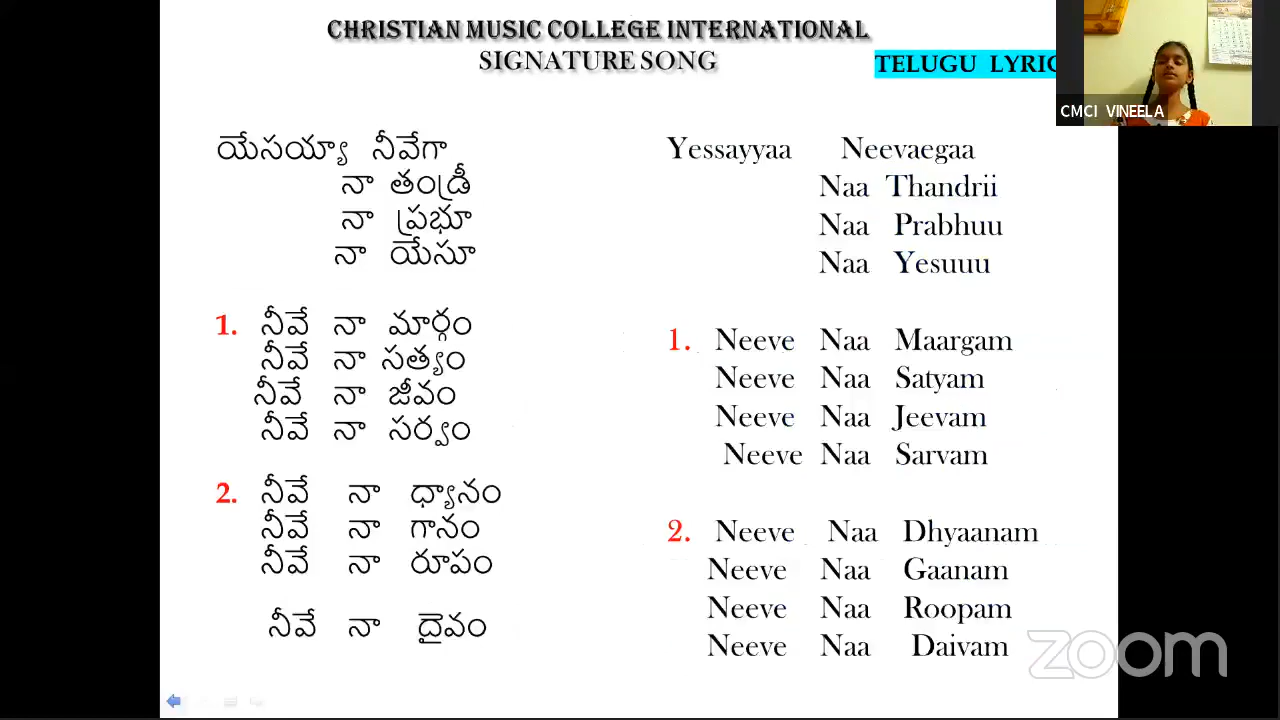 CHRISTIAN MUSIC COLLEGE INTERNATIONAL
SIGNATURE SONG
TELUGU LYRIC
CMCI VINEELA
యేసయ్యా నీవేగా
నా తండ్రీ
నా ప్రభూ
నా యేసూ
1. నీవే నా మార్గం
నీవే నా సత్యం
నీవే నా జీవం
నీవే నా సర్వం
2. నీవే నా ధ్యానం
నీవే నా గానం
నీవే నా రూపం
నీవే నా దైవం
Yessayyaa Neevaegaa
Naa Thandrii
Naa Prabhuu
Naa Yesuuu
1. Neeve Naa Maargam
Neeve Naa Satyam
Neeve Naa Jeevam
Neeve Naa Sarvam
2. Neeve Naa Dhyaanam
Neeve Naa Gaanam
Neeve Naa Roopam
Neeve Naa Daivam
zoom